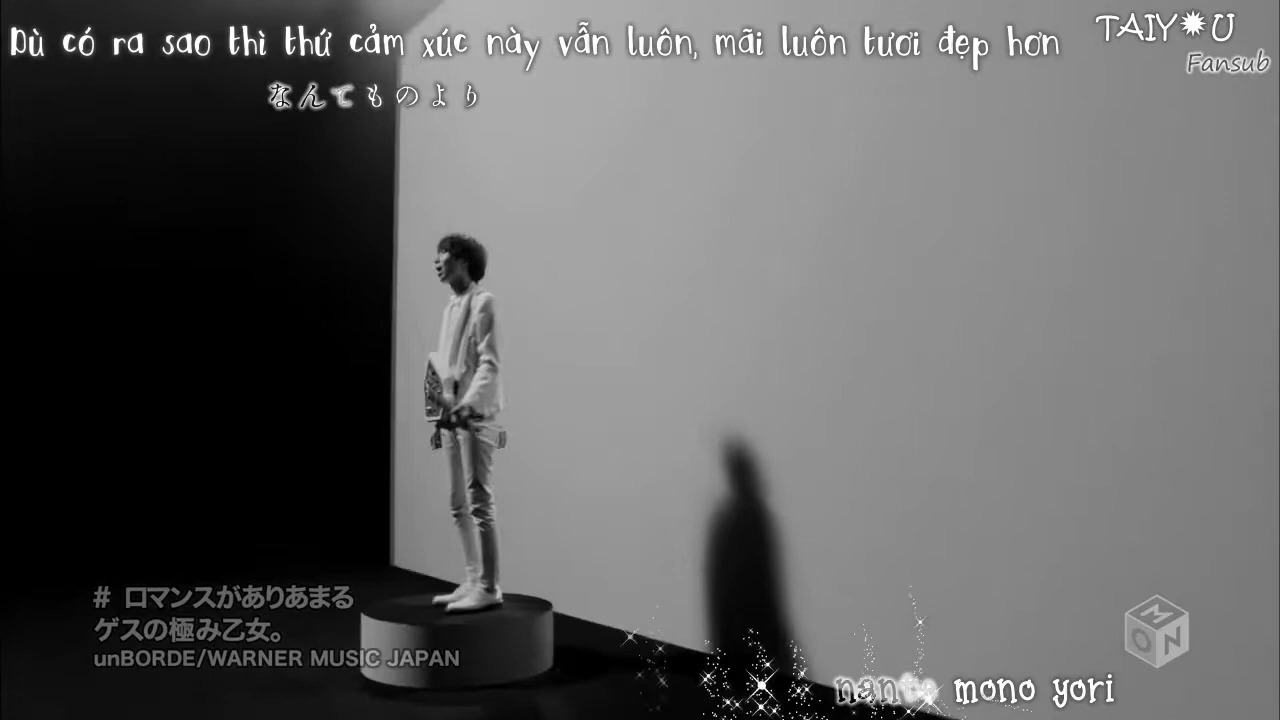 Dù có ra sao thì thứ cảm xúc này vẫn luôn, mãi luôn tươi đẹp hơn
TAIYOU
Fansub
なんてものより
# ロマンスがありあまる
ゲスの極み乙女。
unBORDE/WARNER MUSIC JAPAN
M
ON
nante mono yori